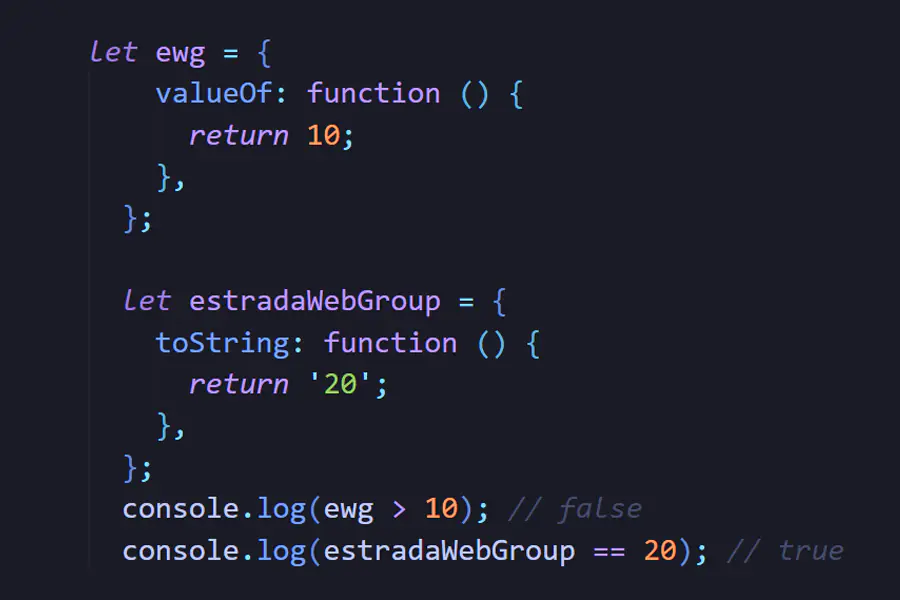 let ewg = {
valueOf: function () {
return 10;
},
};
let estradaWebGroup = {
toString: function () {
return '20';
},
};
console.log(ewg > 10); // false
console.log(estradaWebGroup == 20); // true